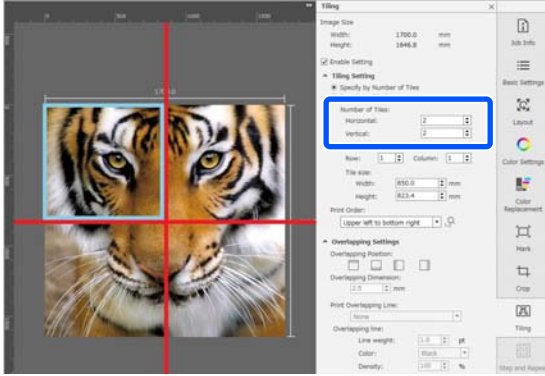 Tiling
Image Size
Width: 1700.0 mm
Height: 1646.8 mm
Enable Setting
Tiling Setting
Specify by Number of Tiles
Number of Tiles:
Horizontal: 2
Vertical: 2
Row: 1 Column: 1
Tile size:
Width: 850.0 mm
Height: 823.4 mm
Print Order:
Upper left to bottom right
Overlapping Settings
Overlapping Position:
Overlapping Dimension:
2.5 mm
Print Overlapping Line:
None
Overlapping line:
Line weight: 1.0 pt
Color: Black
Density: 100 %
Job Info
Basic Settings
Layout
Color Settings
Color
Replacement
Mark
Crop
Tiling
Step and Repeat